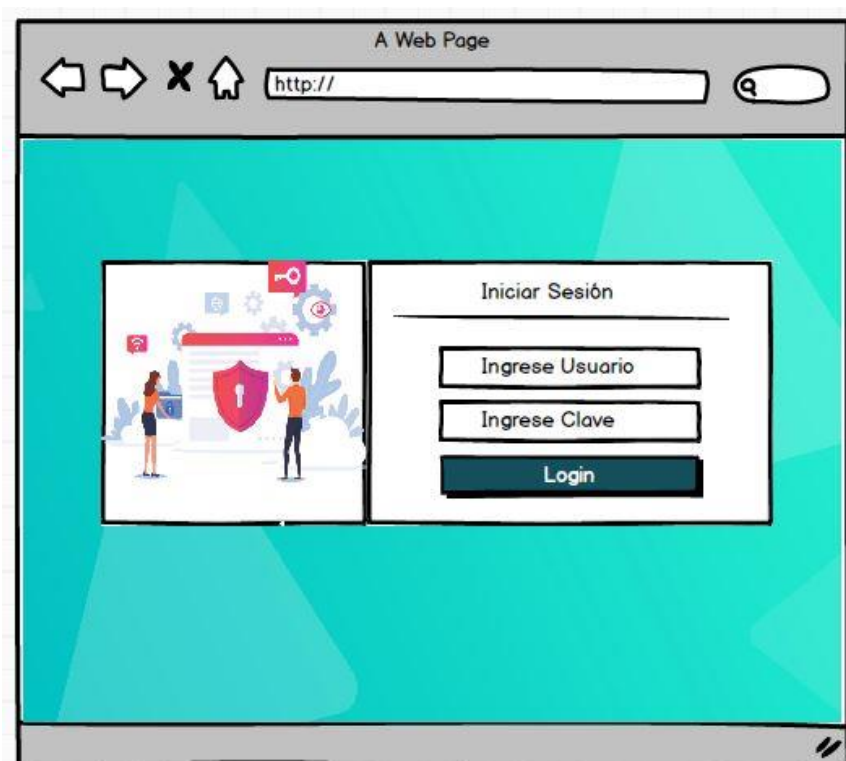 A Web Page
http://
Iniciar Sesión
Ingrese Usuario
Ingrese Clave
Login